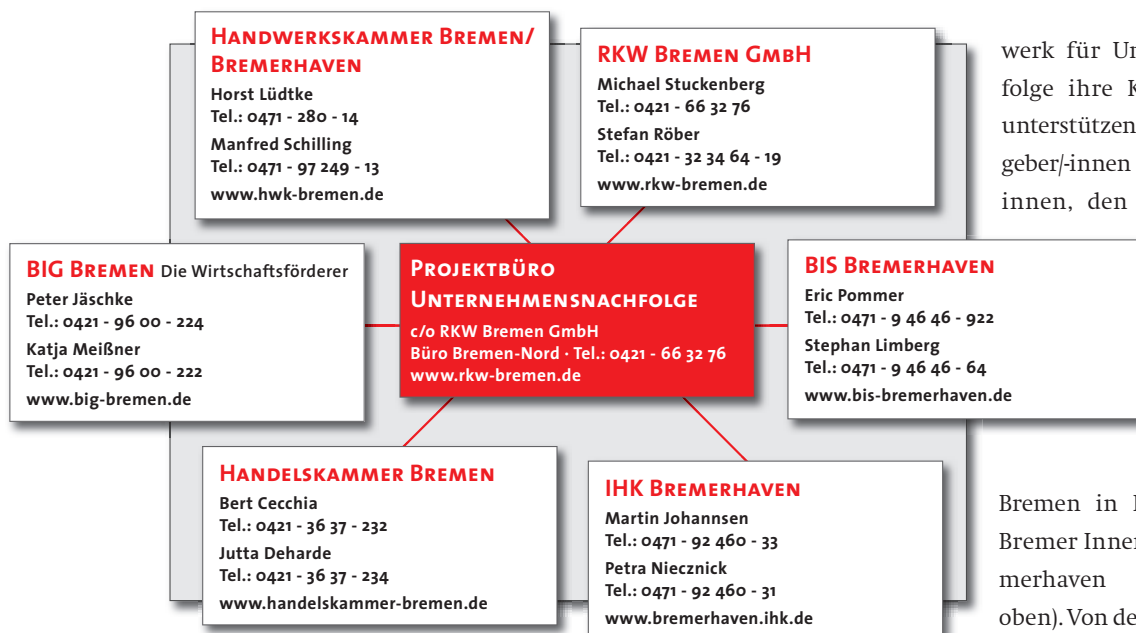 HANDWERKSKAMMER BREMEN/
BREMERHAVEN
Horst Lüdtke
Tel.: 0471 - 280 - 14
Manfred Schilling
Tel.: 0471 - 97 249 - 13
www.hwk-bremen.de
RKW BREMEN GMBH
Michael Stuckenberg
Tel.: 0421 - 66 32 76
Stefan Röber
Tel.: 0421 - 32 34 64 - 19
www.rkw-bremen.de
BIG BREMEN Die Wirtschaftsförderer
Peter Jäschke
Tel.: 0421 - 96 00 - 224
Katja Meißner
Tel.: 0421 - 96 00 - 222
www.big-bremen.de
PROJEKTBÜRO
UNTERNEHMENSNACHFOLGE
c/o RKW Bremen GmbH
Büro Bremen-Nord · Tel.: 0421 - 66 32 76
www.rkw-bremen.de
BIS BREMERHAVEN
Eric Pommer
Tel.: 0471 - 9 46 46 - 922
Stephan Limberg
Tel.: 0471 - 9 46 46 - 64
www.bis-bremerhaven.de
HANDELSKAMMER BREMEN
Bert Cecchia
Tel.: 0421 - 36 37 - 232
Jutta Deharde
Tel.: 0421 - 36 37 - 234
www.handelskammer-bremen.de
IHK BREMERHAVEN
Martin Johannsen
Tel.: 0471 - 92 460 - 33
Petra Niecznick
Tel.: 0471 - 92 460 - 31
www.bremerhaven.ihk.de
werk für Un
folge ihre K
unterstützen
geber/-innen
innen, den
Bremen in
Bremer Inner
merhaven
oben). Von de